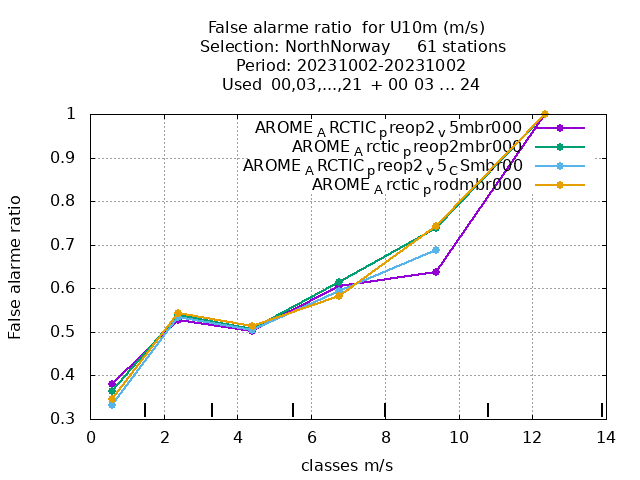 False alarme ratio for U10m (m/s)
Selection: NorthNorway 61 stations
Period: 20231002-20231002
Used 00,03,...,21 + 00 03 ... 24
AROME_ARCTIC_preop2_v5mbr000
AROME_Arctic_preop2mbr000
AROME_ARCTIC_preop2_v5_CSmbr00
AROME_Arctic_prodmbr000
1
0.9
0.8
0.7
0.6
0.5
0.4
0.3
False alarme ratio
0 2 4 6 8 10 12 14
classes m/s